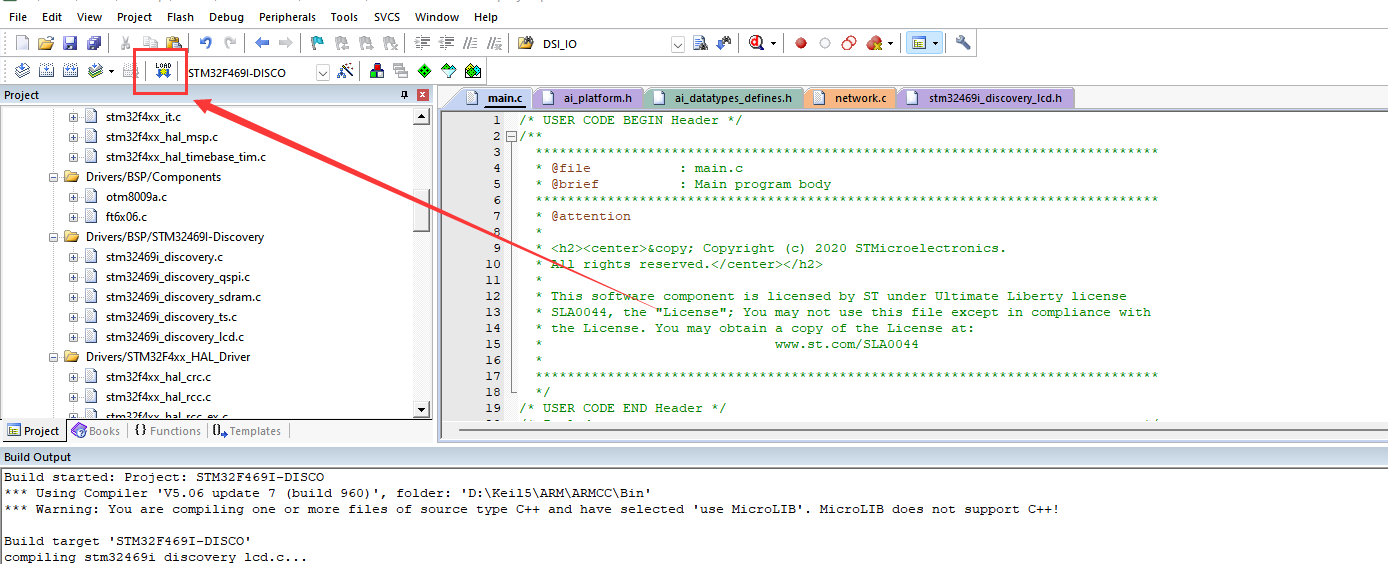 File Edit View Project Flash Debug Peripherals Tools SVCS Window Help
DSI_IO
LOAD
STM32F469I-DISCO
Project
main.c ai_platform.h ai_datatypes_defines.h network.c stm32469i_discovery_lcd.h
stm32f4xx_it.c
stm32f4xx_hal_msp.c
stm32f4xx_hal_timebase_tim.c
Drivers/BSP/Components
otm8009a.c
ft6x06.c
Drivers/BSP/STM32469I-Discovery
stm32469i_discovery.c
stm32469i_discovery_qspi.c
stm32469i_discovery_sdram.c
stm32469i_discovery_ts.c
stm32469i_discovery_lcd.c
Drivers/STM32F4xx_HAL_Driver
stm32f4xx_hal_crc.c
stm32f4xx_hal_rcc.c
stm32f4xx_hal_rcc_ex.c
Project Books {} Functions Templates
1 /* USER CODE BEGIN Header */
2 /**
3 ******************************************************************************
4 * @file : main.c
5 * @brief : Main program body
6 ******************************************************************************
7 * @attention
8 *
9 * <h2><center>&copy; Copyright (c) 2020 STMicroelectronics.
10 * All rights reserved.</center></h2>
11 *
12 * This software component is licensed by ST under Ultimate Liberty license
13 * SLA0044, the "License"; You may not use this file except in compliance with
14 * the License. You may obtain a copy of the License at:
15 * www.st.com/SLA0044
16 *
17 ******************************************************************************
18 */
19 /* USER CODE END Header */
Build Output
Build started: Project: STM32F469I-DISCO
*** Using Compiler 'V5.06 update 7 (build 960)', folder: 'D:\Keil5\ARM\ARMCC\Bin'
*** Warning: You are compiling one or more files of source type C++ and have selected 'use MicroLIB'. MicroLIB does not support C++!
Build target 'STM32F469I-DISCO'
compiling stm32469i_discovery_lcd.c...